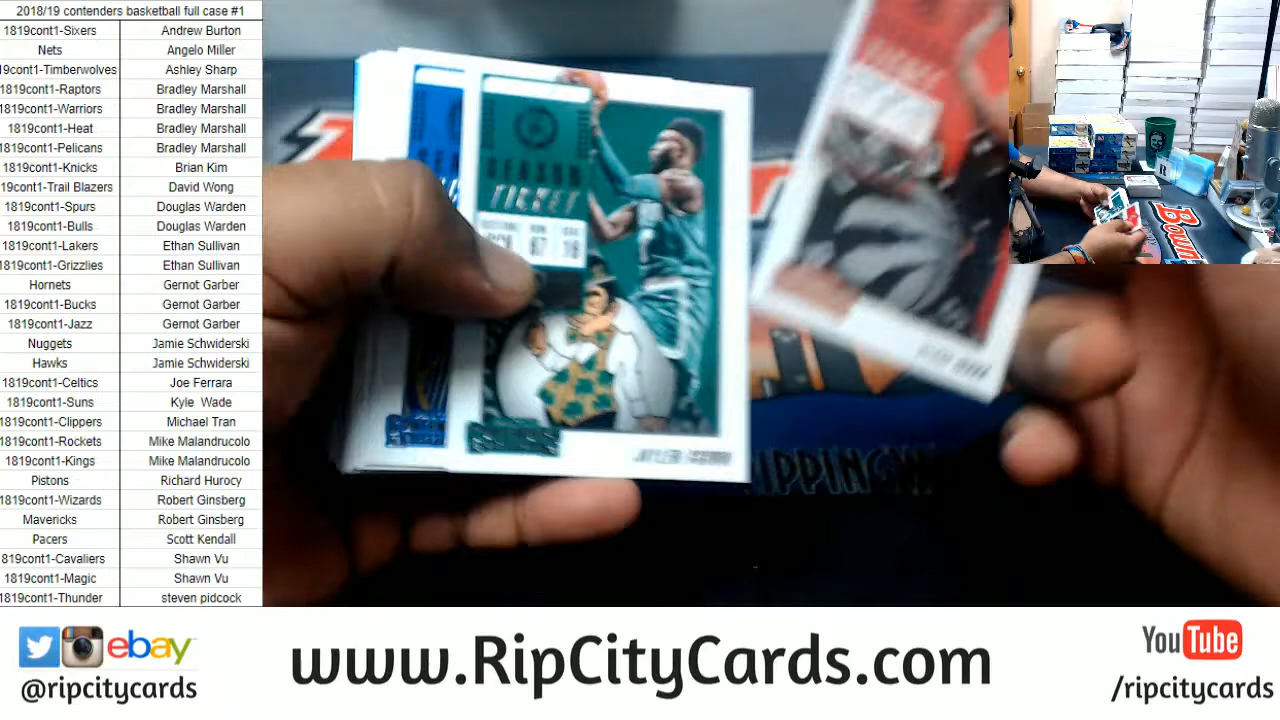 2018/19 contenders basketball full case #1
1819cont1-Sixers Andrew Burton
Nets Angelo Miller
19cont1-Timberwolves Ashley Sharp
1819cont1-Raptors Bradley Marshall
1819cont1-Warriors Bradley Marshall
1819cont1-Heat Bradley Marshall
1819cont1-Pelicans Bradley Marshall
1819cont1-Knicks Brian Kim
19cont1-Trail Blazers David Wong
1819cont1-Spurs Douglas Warden
1819cont1-Bulls Douglas Warden
1819cont1-Lakers Ethan Sullivan
1819cont1-Grizzlies Ethan Sullivan
Hornets Gernot Garber
1819cont1-Bucks Gernot Garber
1819cont1-Jazz Gernot Garber
Nuggets Jamie Schwiderski
Hawks Jamie Schwiderski
1819cont1-Celtics Joe Ferrara
1819cont1-Suns Kyle Wade
1819cont1-Clippers Michael Tran
1819cont1-Rockets Mike Malandrucolo
1819cont1-Kings Mike Malandrucolo
Pistons Richard Hurocy
1819cont1-Wizards Robert Ginsberg
Mavericks Robert Ginsberg
Pacers Scott Kendall
819cont1-Cavaliers Shawn Vu
1819cont1-Magic Shawn Vu
1819cont1-Thunder steven pidcock
SEASON
TICKET
ebay
@ripcitycards
www.RipCityCards.com
YouTube
/ripcitycards